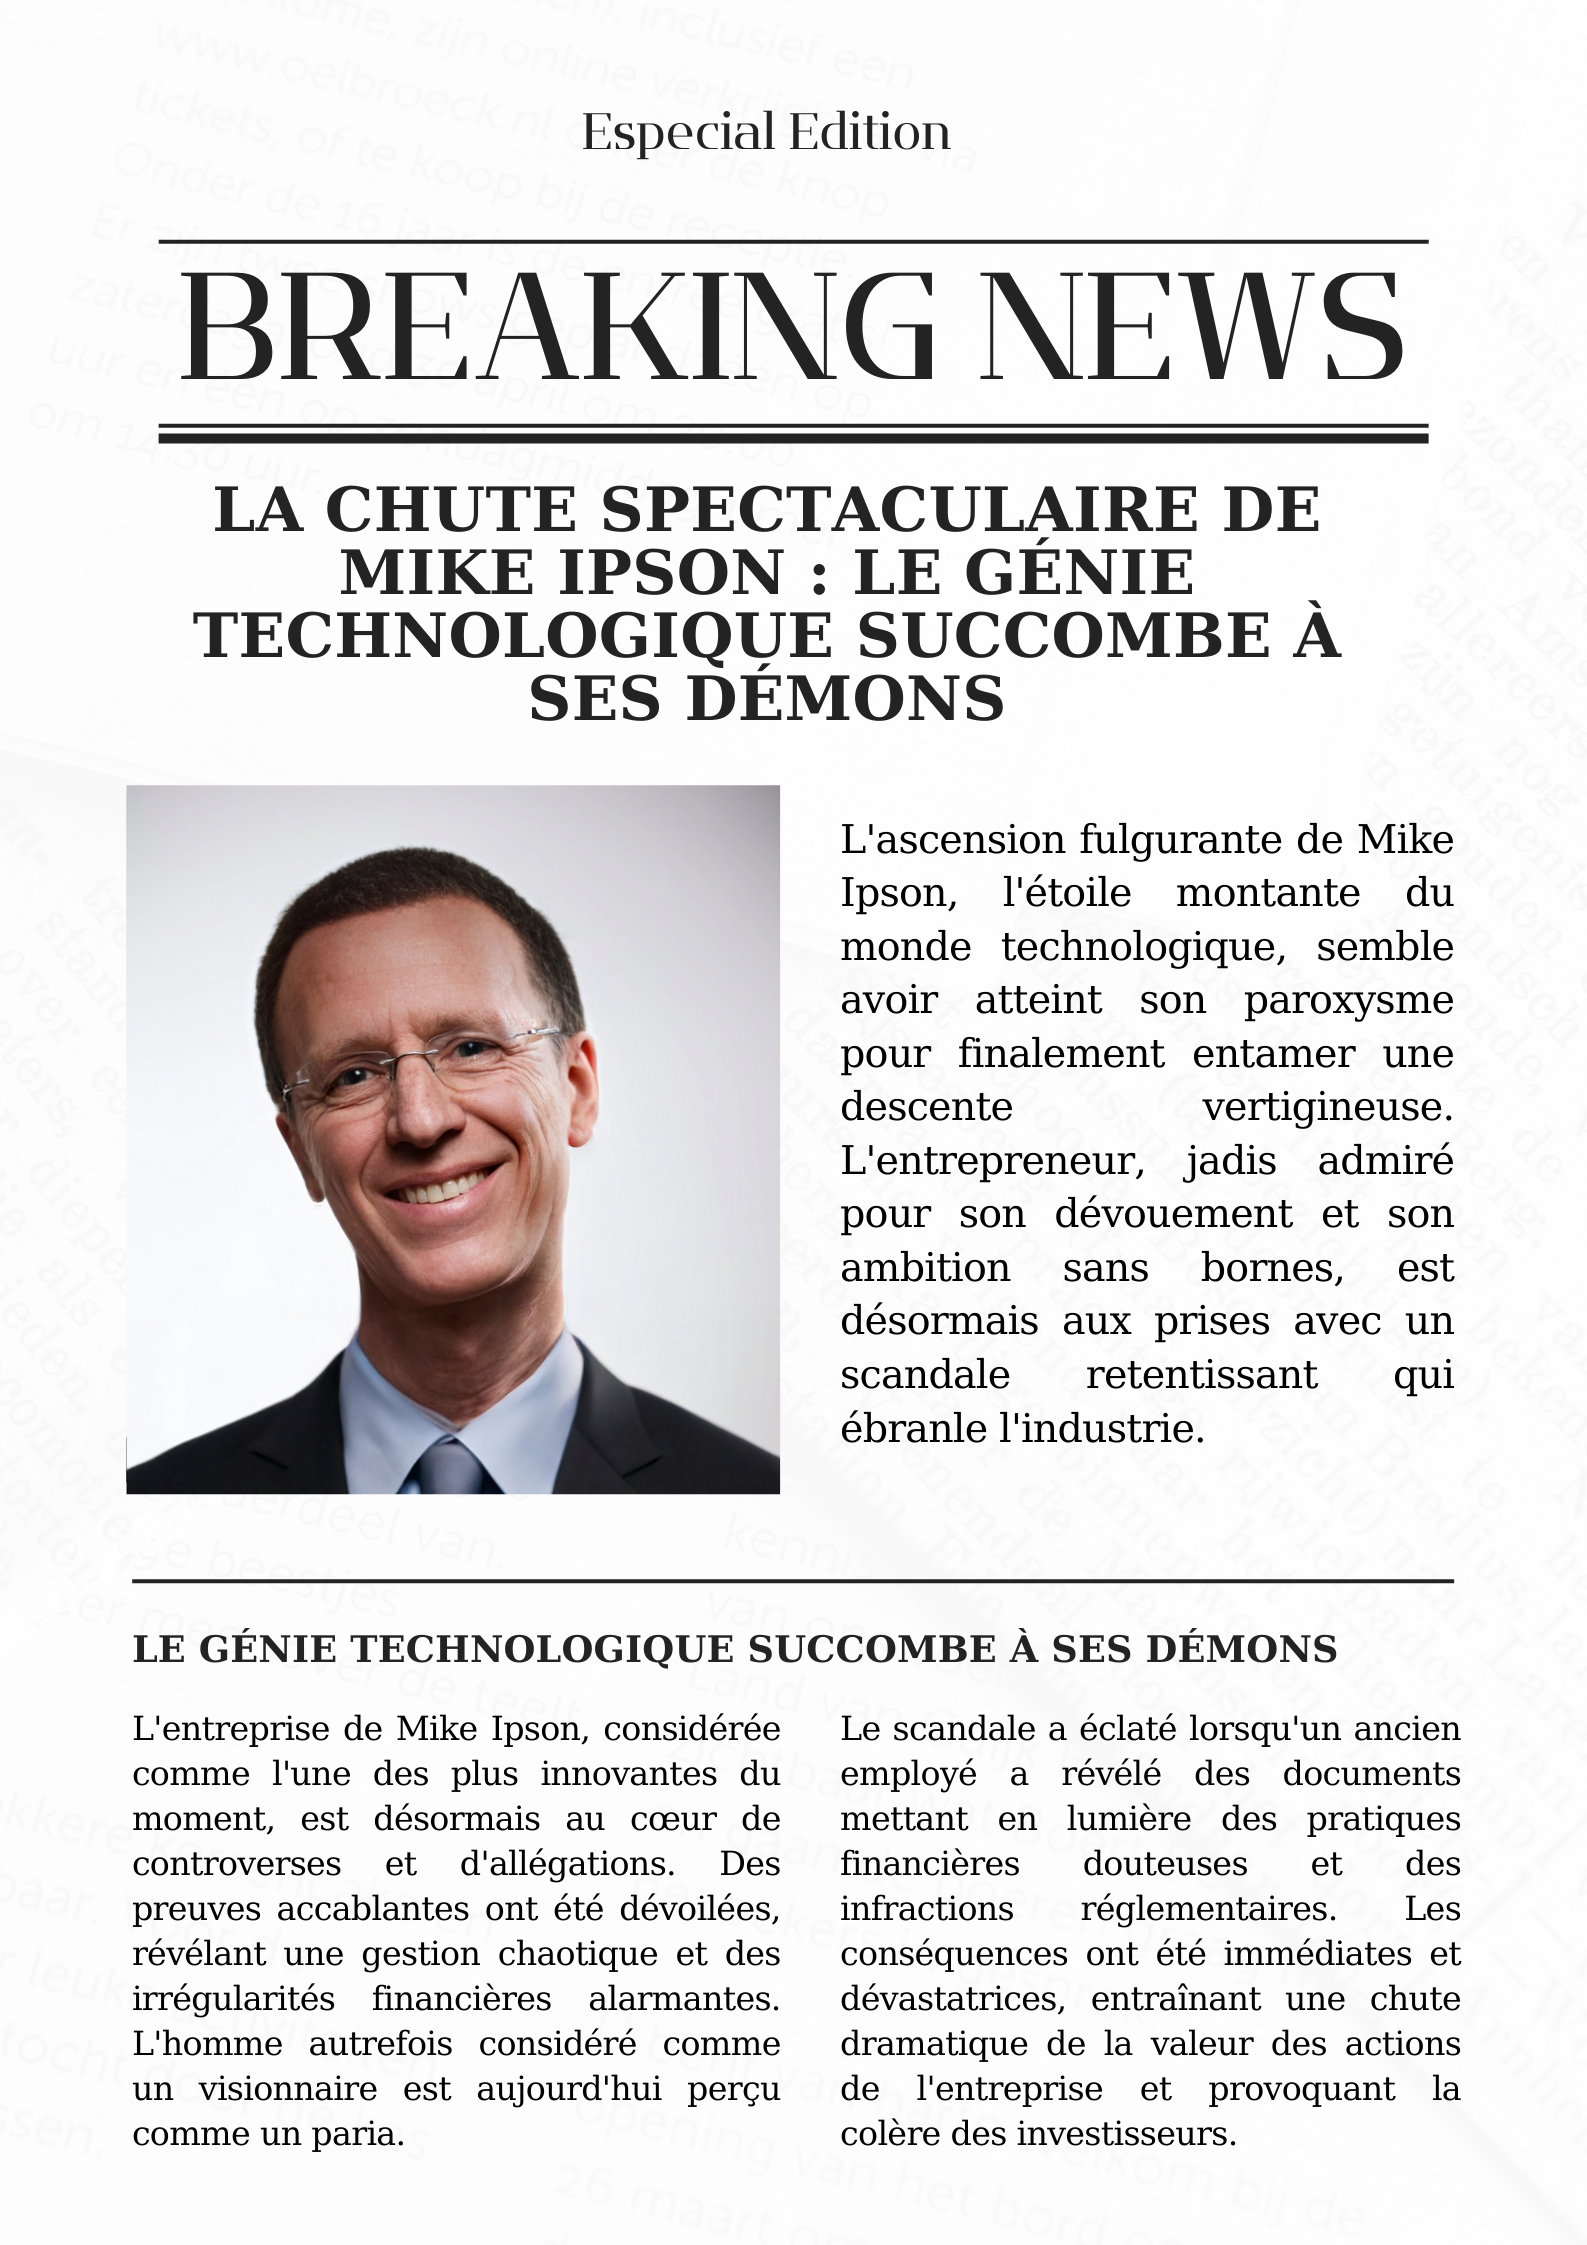 Especial Edition
BREAKING NEWS
LA CHUTE SPECTACULAIRE DE
MIKE IPSON : LE GÉNIE
TECHNOLOGIQUE SUCCOMBE À
SES DÉMONS
L'ascension fulgurante de Mike
Ipson, l'étoile montante du
monde technologique, semble
avoir atteint son paroxysme
pour finalement entamer une
descente vertigineuse.
L'entrepreneur, jadis admiré
pour son dévouement et son
ambition sans bornes, est
désormais aux prises avec un
scandale retentissant qui
ébranle l'industrie.
LE GÉNIE TECHNOLOGIQUE SUCCOMBE À SES DÉMONS
L'entreprise de Mike Ipson, considérée
comme l'une des plus innovantes du
moment, est désormais au cœur de
controverses et d'allégations. Des
preuves accablantes ont été dévoilées,
révélant une gestion chaotique et des
irrégularités financières alarmantes.
L'homme autrefois considéré comme
un visionnaire est aujourd'hui perçu
comme un paria.
Le scandale a éclaté lorsqu'un ancien
employé a révélé des documents
mettant en lumière des pratiques
financières douteuses et des
infractions réglementaires. Les
conséquences ont été immédiates et
dévastatrices, entraînant une chute
dramatique de la valeur des actions
de l'entreprise et provoquant la
colère des investisseurs.